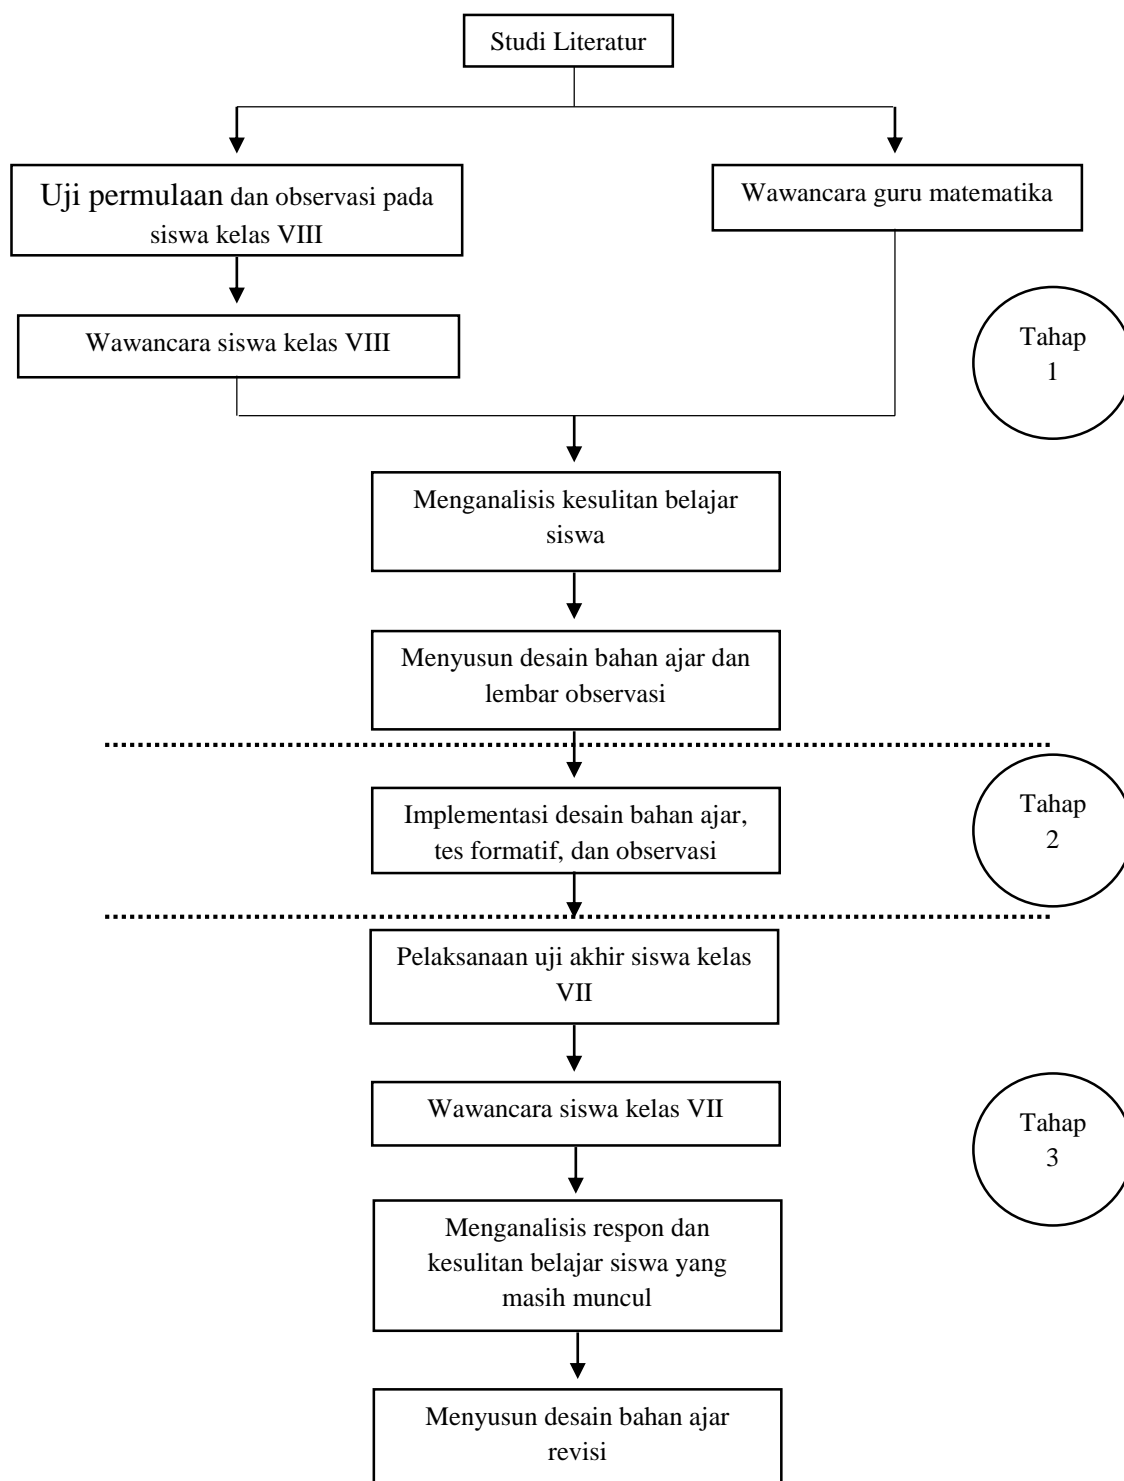 Studi Literatur
Uji permulaan dan observasi pada
siswa kelas VIII
Wawancara guru matematika
Wawancara siswa kelas VIII
Tahap
1
Menganalisis kesulitan belajar
siswa
Menyusun desain bahan ajar dan
lembar observasi
Implementasi desain bahan ajar,
tes formatif, dan observasi
Tahap
2
Pelaksanaan uji akhir siswa kelas
VII
Wawancara siswa kelas VII
Tahap
3
Menganalisis respon dan
kesulitan belajar siswa yang
masih muncul
Menyusun desain bahan ajar
revisi